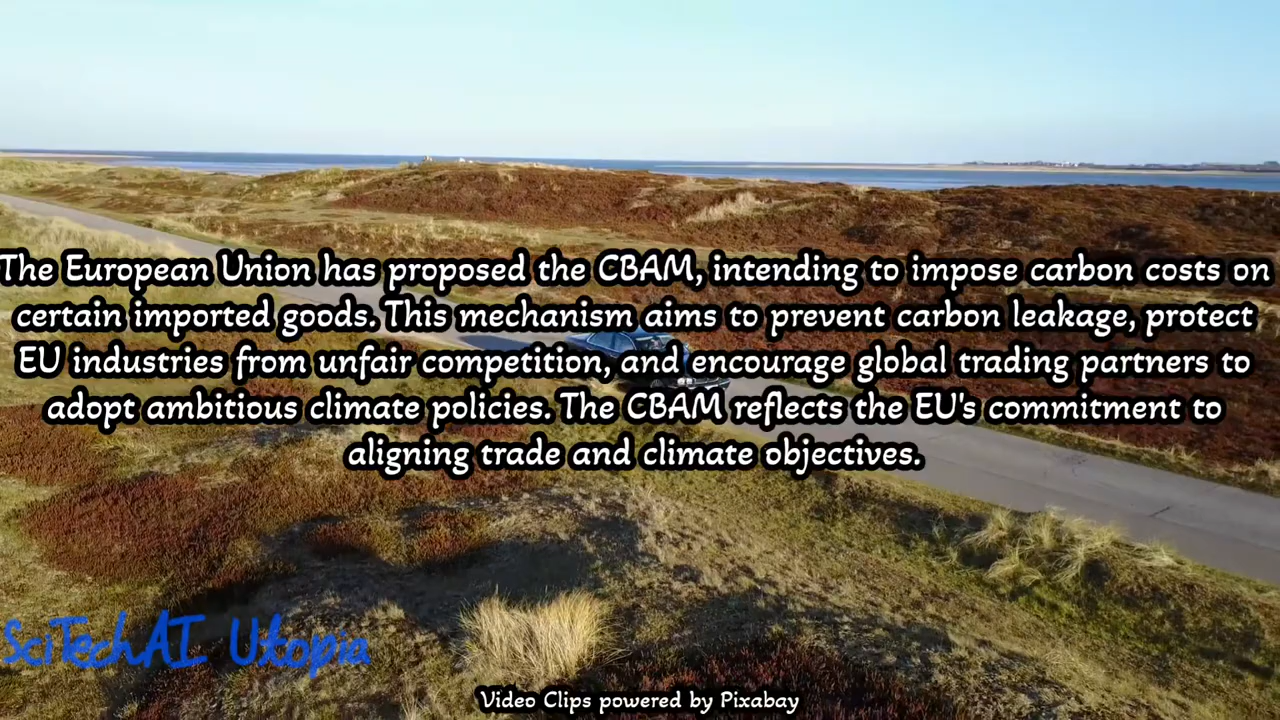 The European Union has proposed the CBAM, intending to impose carbon costs on
certain imported goods. This mechanism aims to prevent carbon leakage, protect
EU industries from unfair competition, and encourage global trading partners to
adopt ambitious climate policies. The CBAM reflects the EU's commitment to
aligning trade and climate objectives.
SciTechAI Utopia
Video Clips powered by Pixabay